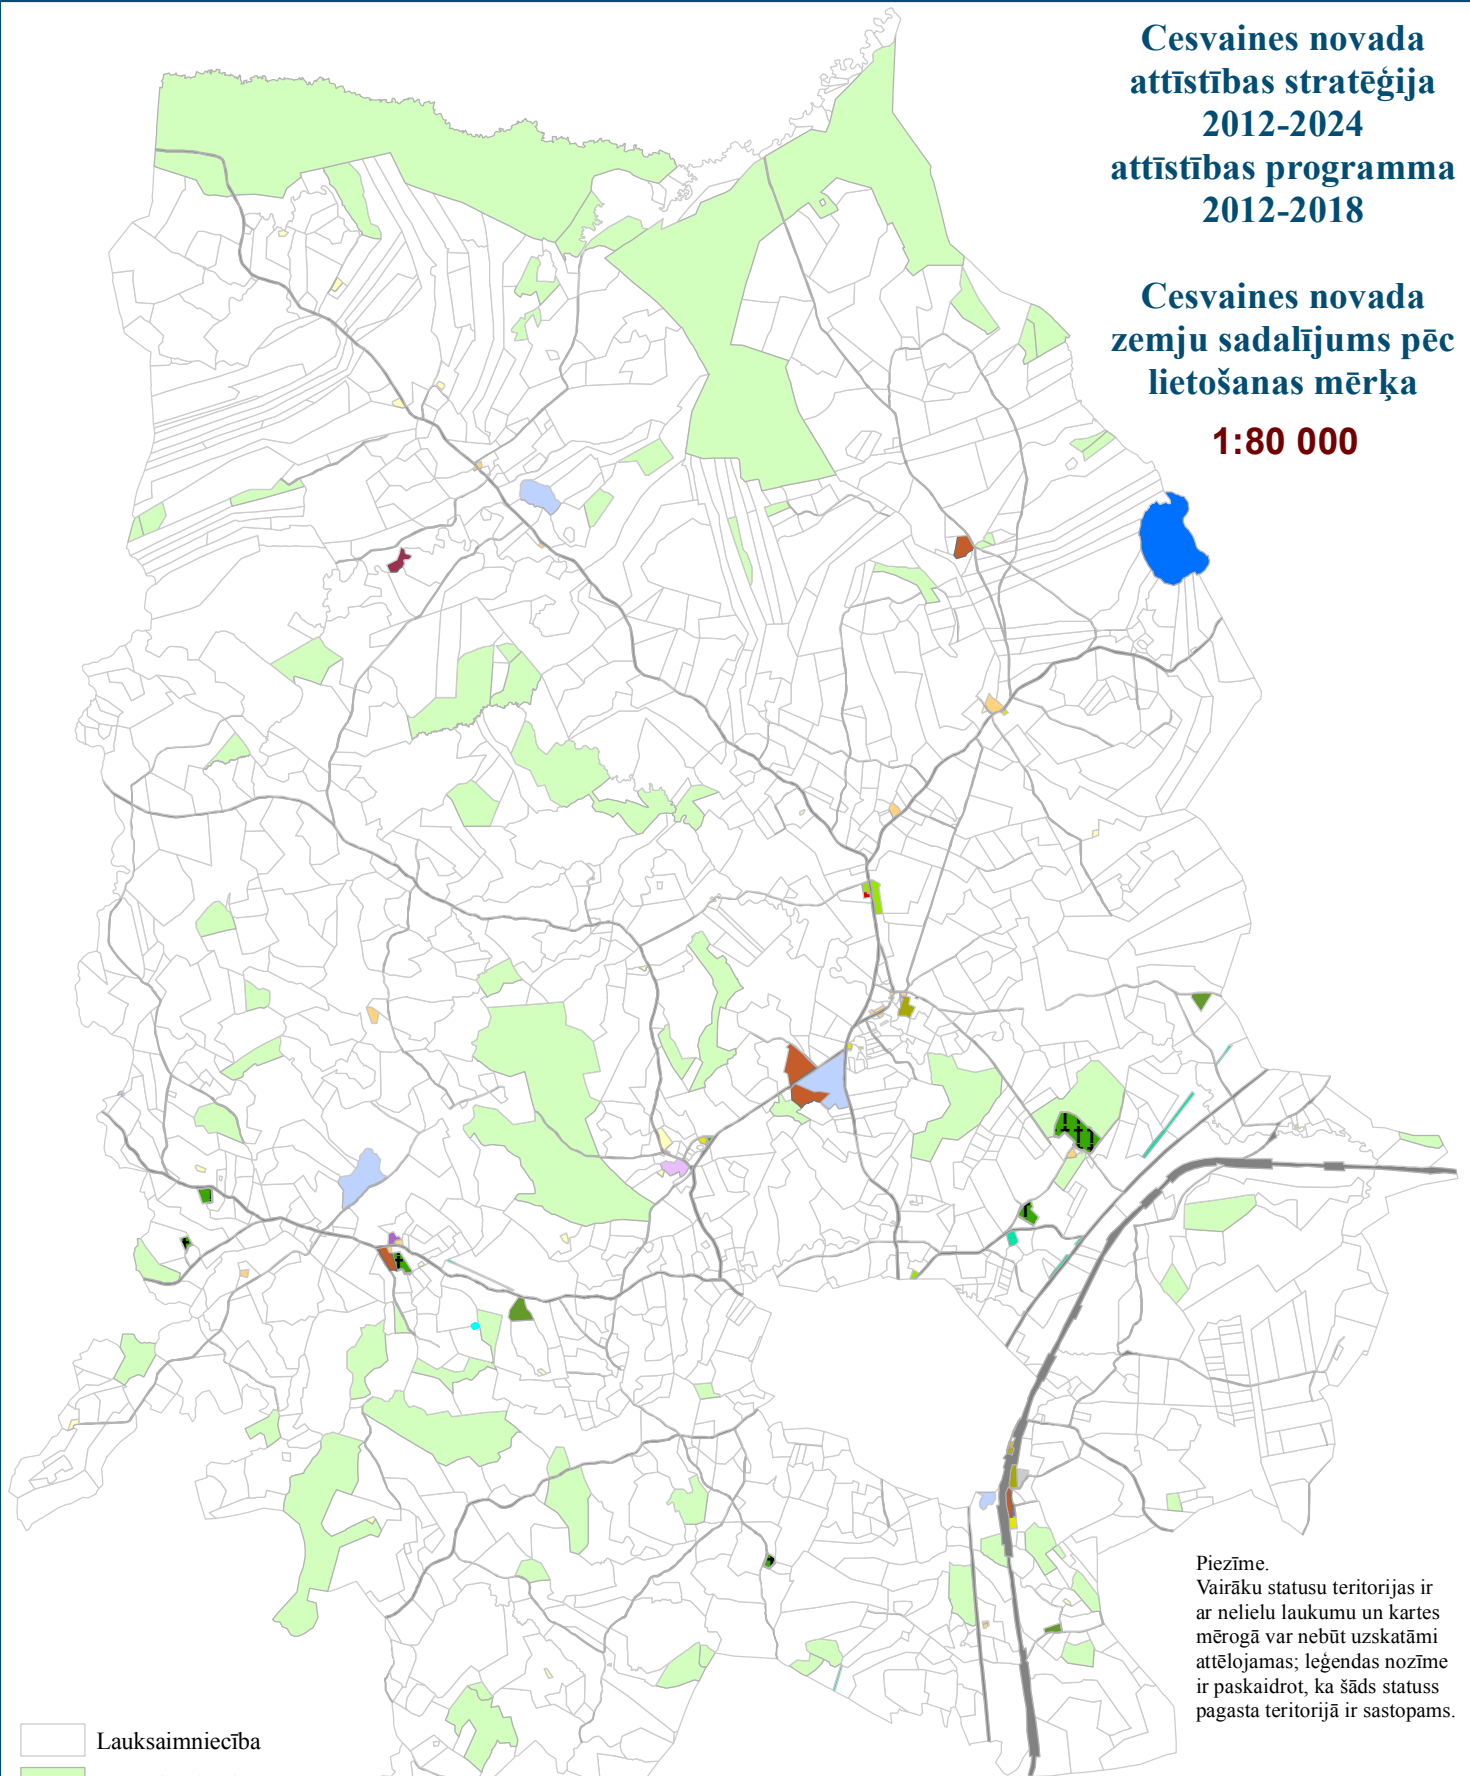 Cesvaines novada
attīstības stratēģija
2012-2024
attīstības programma
2012-2018
Cesvaines novada
zemju sadalījums pēc
lietošanas mērķa
1:80 000
Piezīme.
Vairāku statusu teritorijas ir
ar nelielu laukumu un kartes
mērogā var nebūt uzskatāmi
attēlojamas; leģendas nozīme
ir paskaidrot, ka šāds statuss
pagasta teritorijā ir sastopams.
Lauksaimniecība